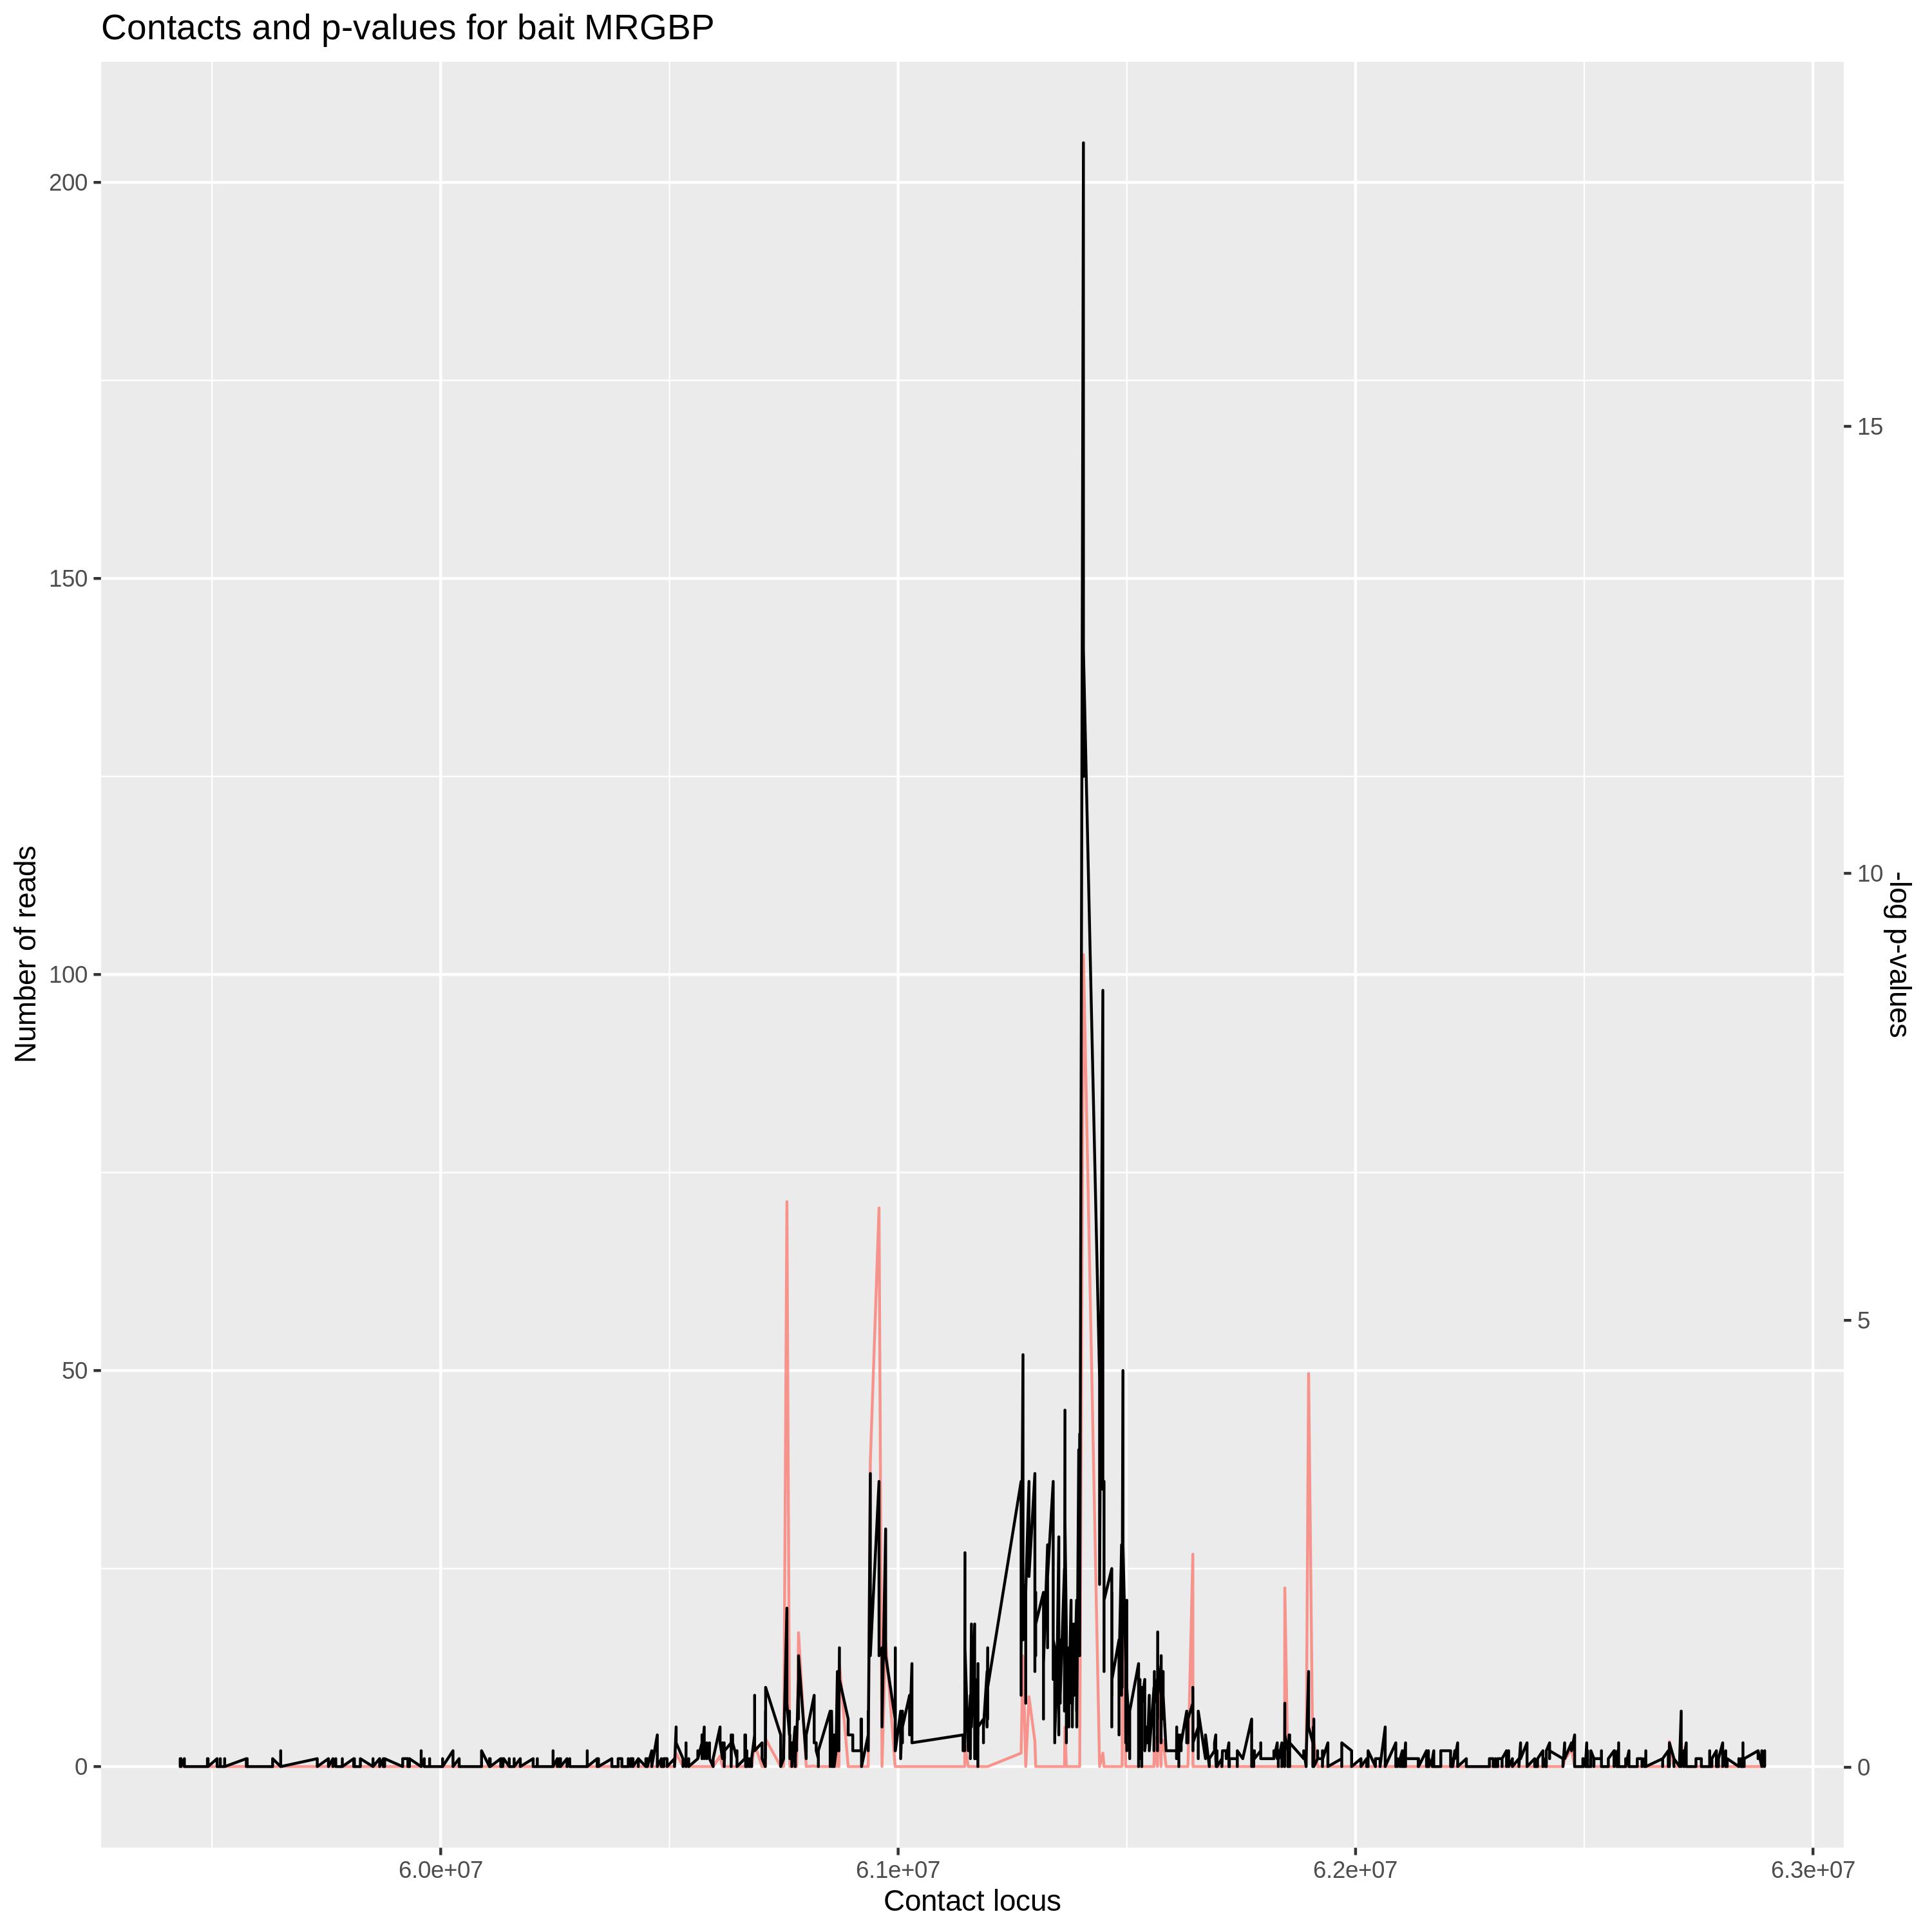 Contacts and p-values for bait MRGBP
200
150
100
50
0
Number of reads
15
10
5
0
-log p-values
6.0e+07
6.1e+07
6.2e+07
6.3e+07
Contact locus